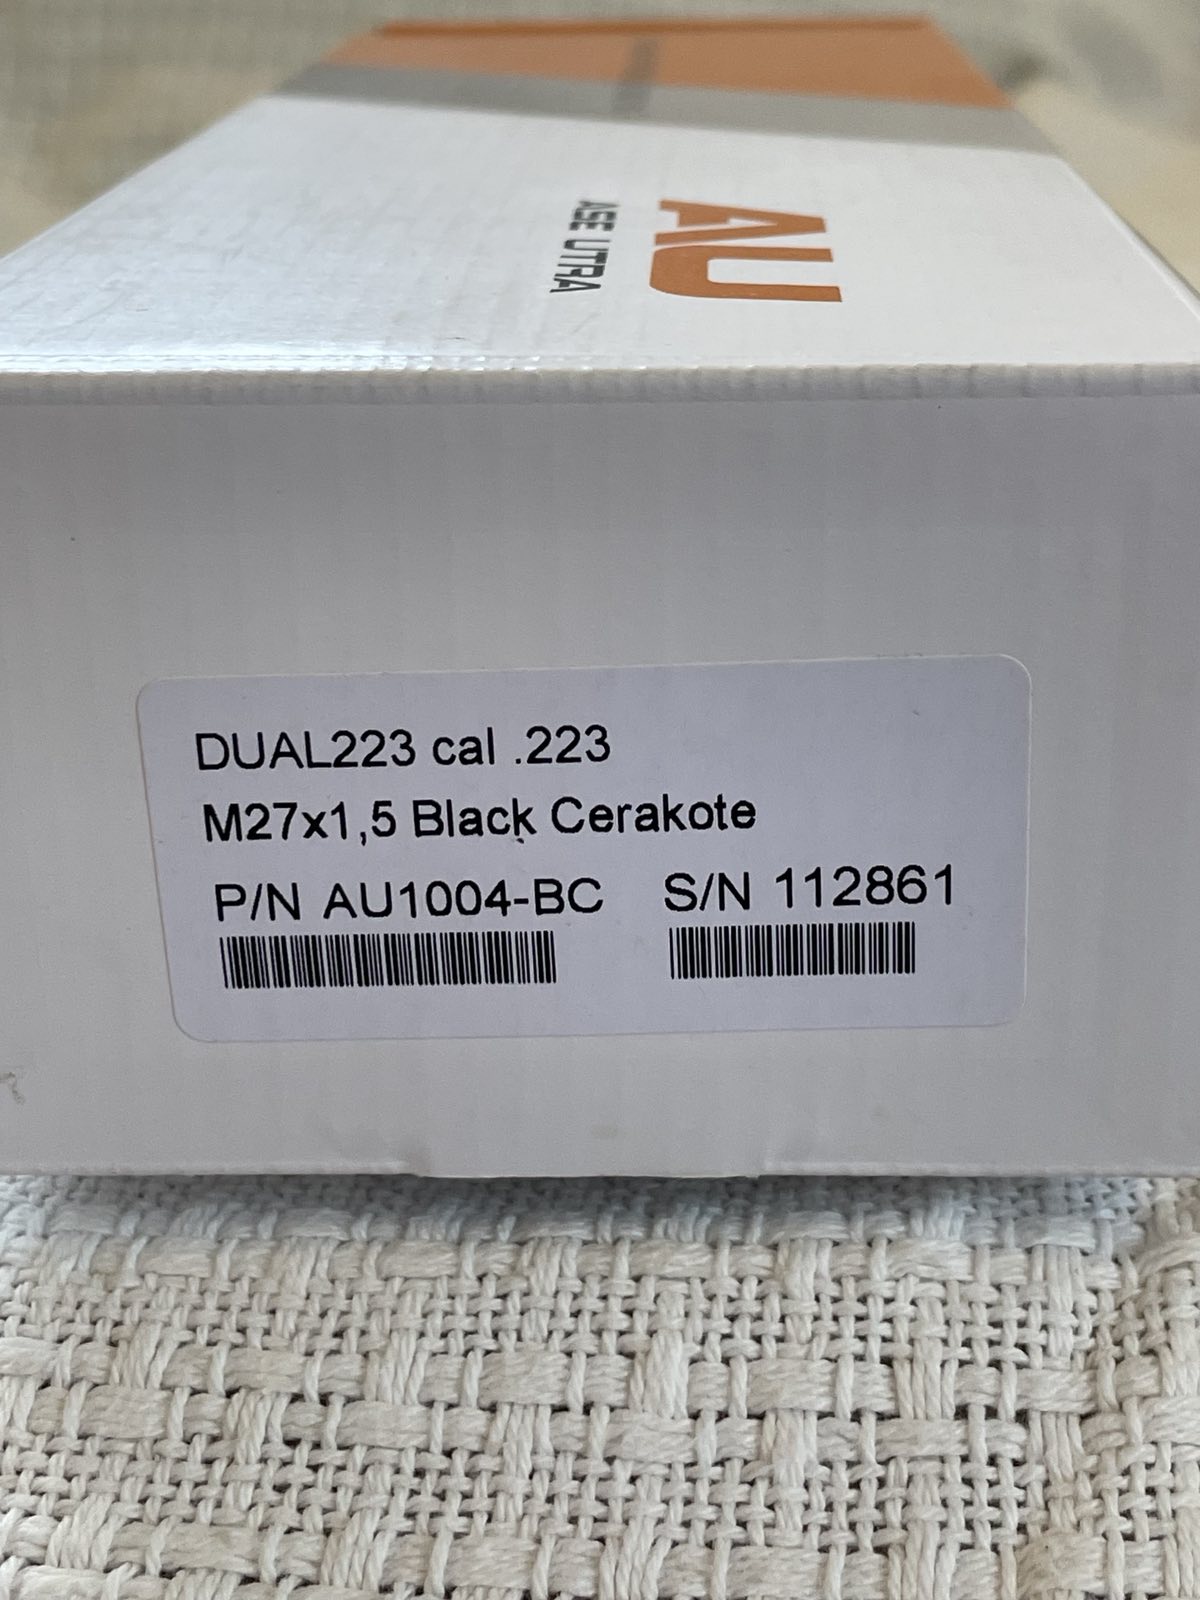 AU
ASE UTRA
DUAL223 cal .223
M27x1,5 Black Cerakote
P/N AU1004-BC S/N 112861